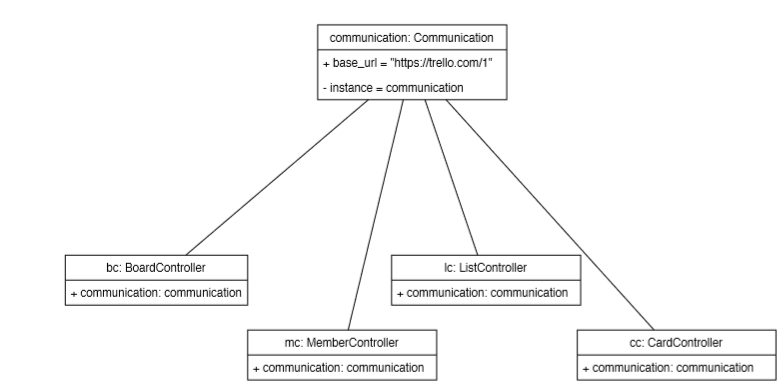 communication: Communication
+ base_url = "https://trello.com/1"
- instance = communication
bc: BoardController
+ communication: communication
lc: ListController
+ communication: communication
mc: MemberController
+ communication: communication
cc: CardController
+ communication: communication